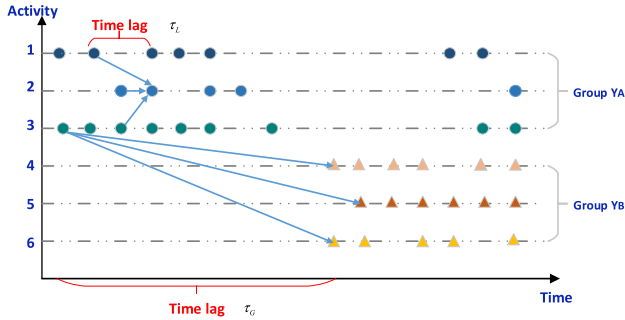 Activity
Time lag τL
1
2
Group YA
3
4
5
Group YB
6
Time
Time lag τG